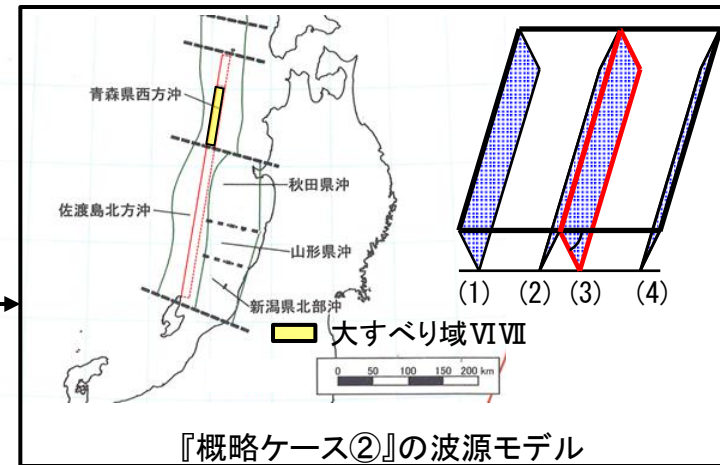 青森県西方沖
秋田県沖
佐渡島北方沖
山形県沖
新潟県北部沖
大すべり域ⅥⅦ
0 50 100 150 200 km
(1) (2) (3) (4)
『概略ケース②』の波源モデル